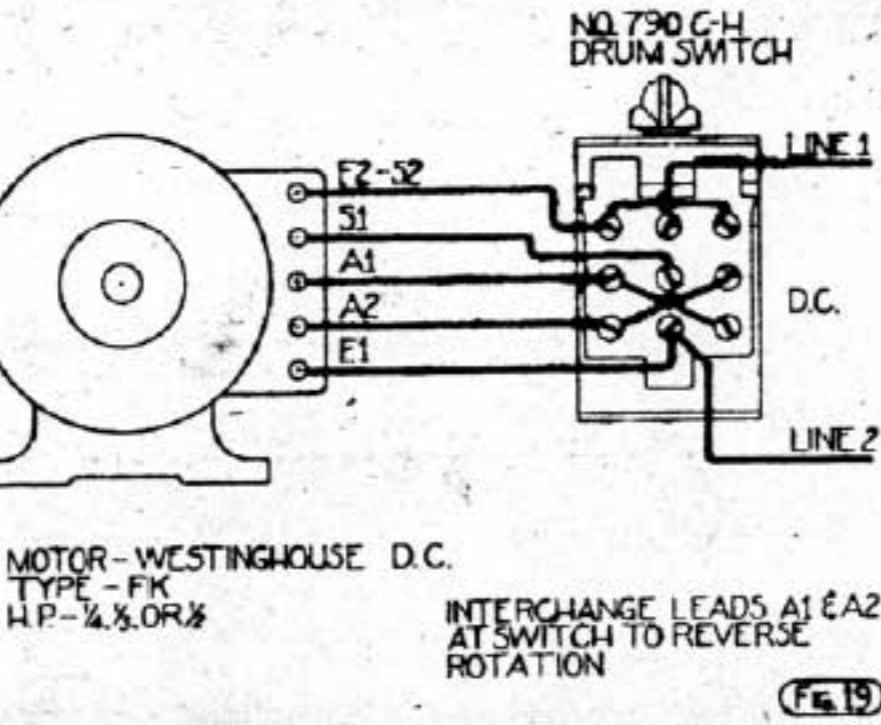 NO. 790 C-H
DRUM SWITCH
LINE 1
F2-S2
S1
A1
A2
F1
D.C.
LINE 2
MOTOR - WESTINGHOUSE D.C.
TYPE - FK
H.P.- ¼, ⅓, OR ½
INTERCHANGE LEADS A1 & A2
AT SWITCH TO REVERSE
ROTATION
FIG. 19